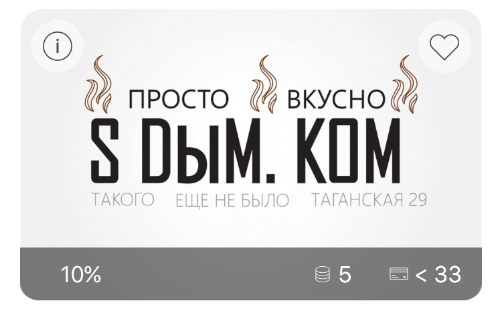 ПРОСТО ВКУСНО
S DЫМ. КОМ
ТАКОГО ЕЩЕ НЕ БЫЛО ТАГАНСКАЯ 29
10% 5 < 33